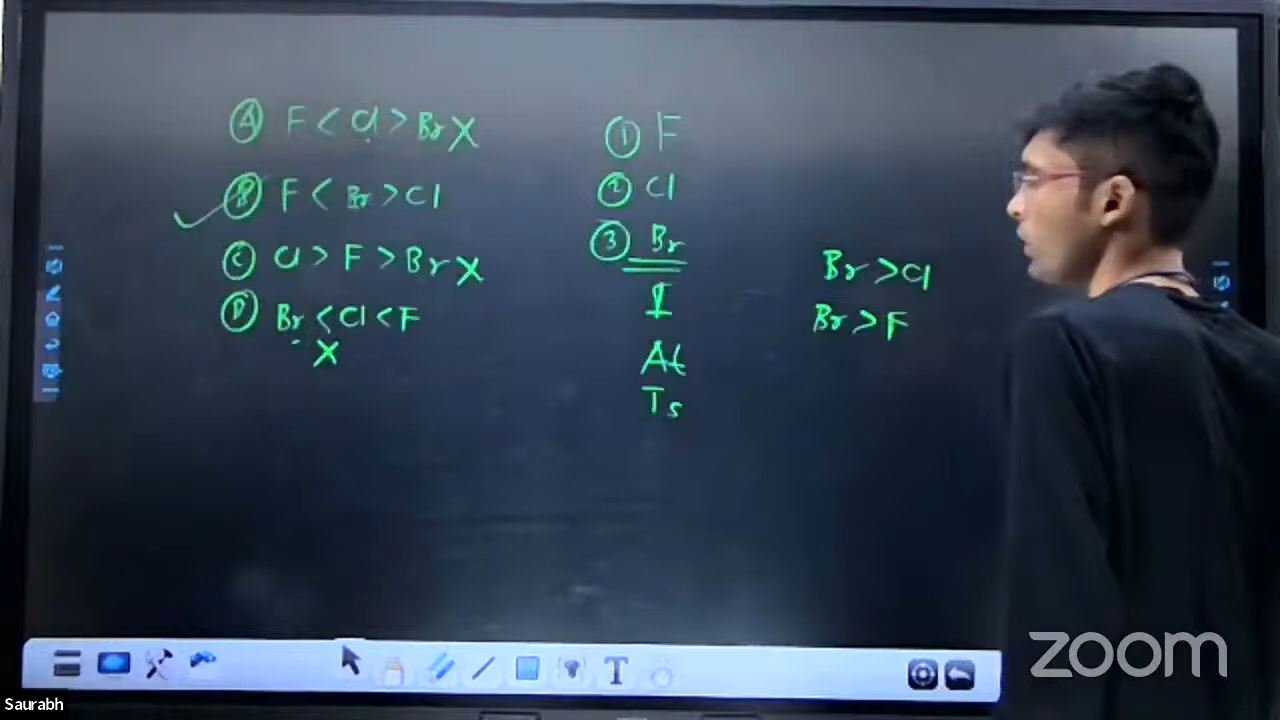 Ⓐ F < Cl > Br X
Ⓑ F < Br > Cl
Ⓒ Cl > F > Br X
Ⓓ Br < Cl < F
X
① F
② Cl
③ Br
At
Ts
Br > Cl
Br > F
T
zoom
Saurabh